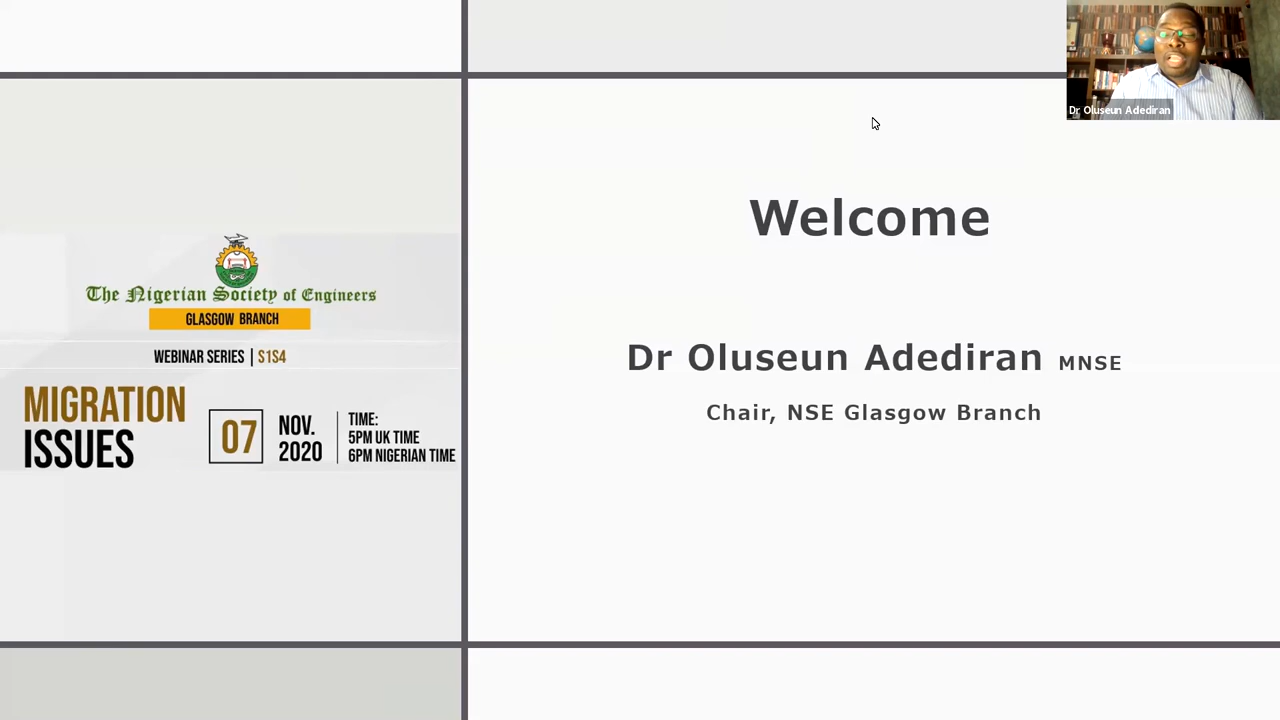 The Nigerian Society of Engineers
GLASGOW BRANCH
WEBINAR SERIES | S1S4
MIGRATION
ISSUES
07
NOV.
2020
TIME:
5PM UK TIME
6PM NIGERIAN TIME
Welcome
Dr Oluseun Adediran MNSE
Chair, NSE Glasgow Branch
Dr Oluseun Adediran